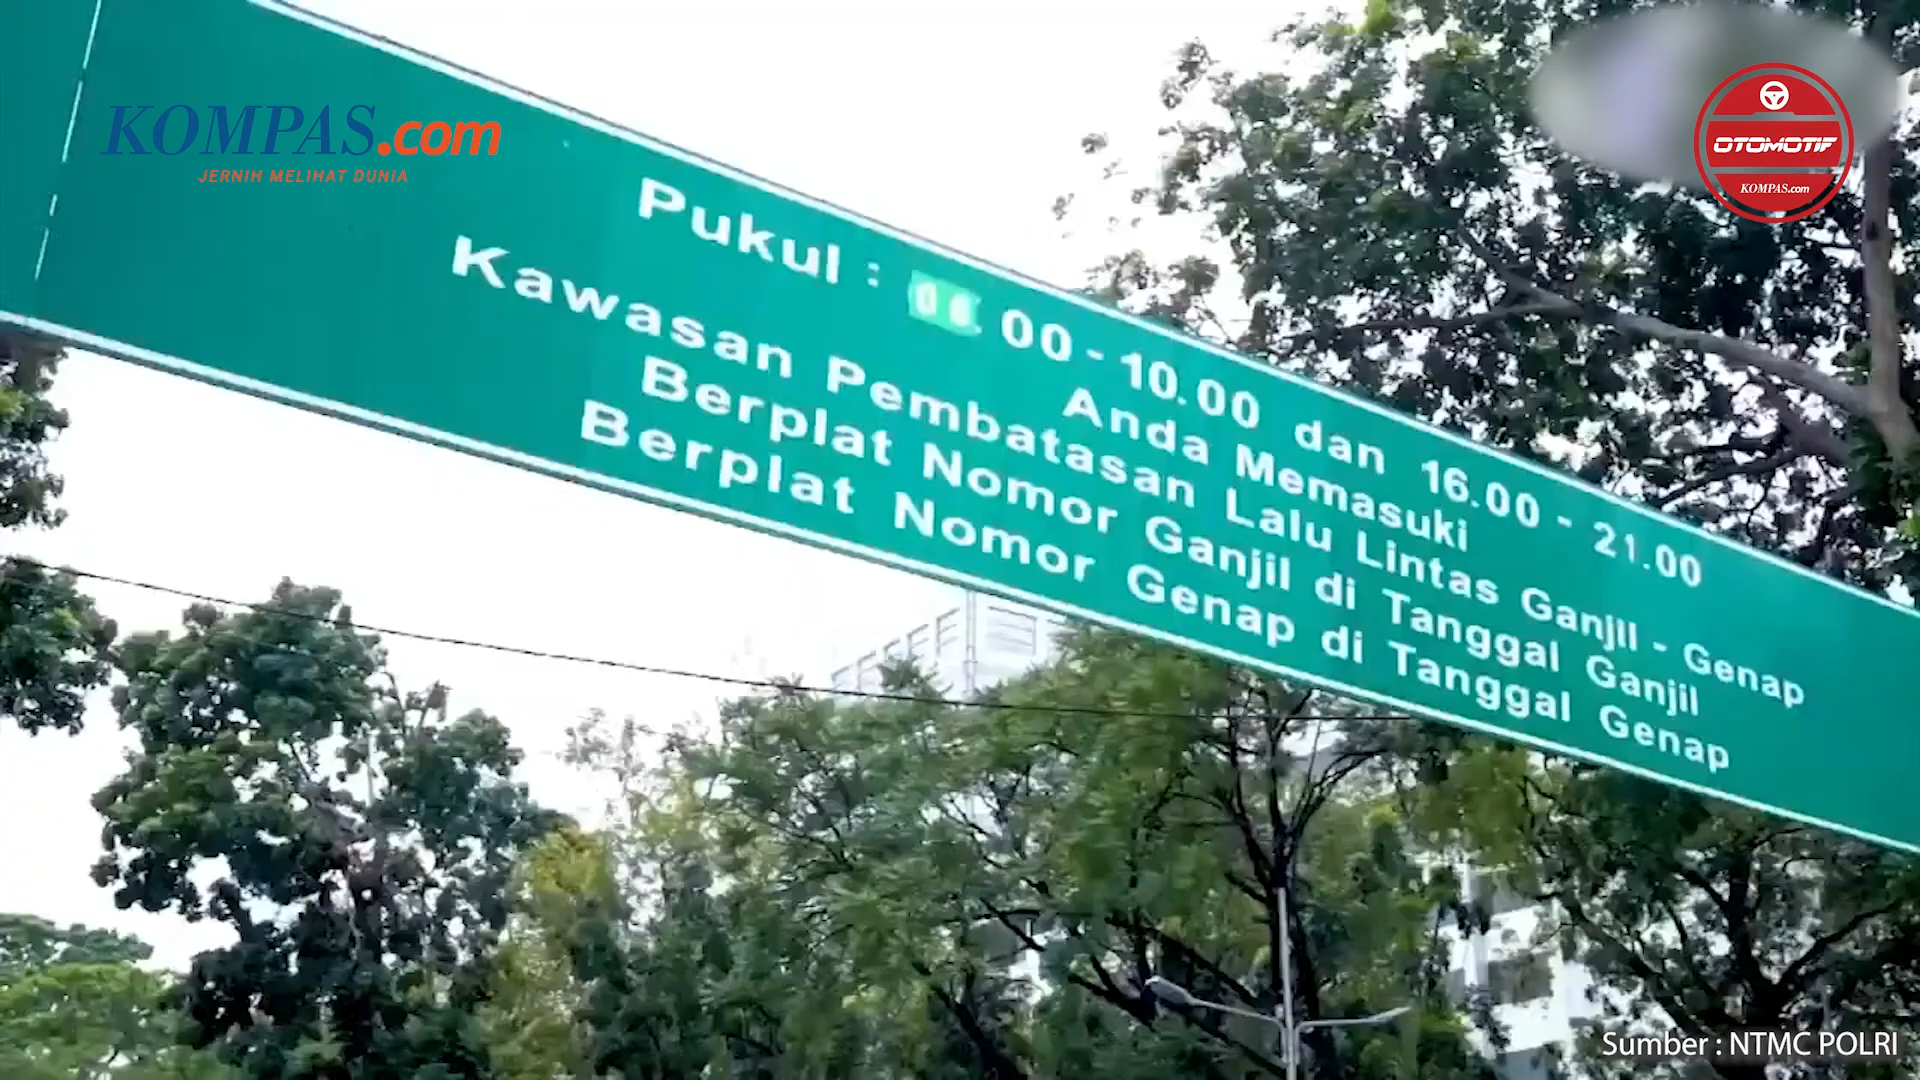 KOMPAS.com
JERNIH MELIHAT DUNIA
OTOMOTIF
KOMPAS.com
Pukul : 06.00 - 10.00 dan 16.00 - 21.00
Anda Memasuki
Kawasan Pembatasan Lalu Lintas Ganjil - Genap
Berplat Nomor Ganjil di Tanggal Ganjil
Berplat Nomor Genap di Tanggal Genap
Sumber : NTMC POLRI